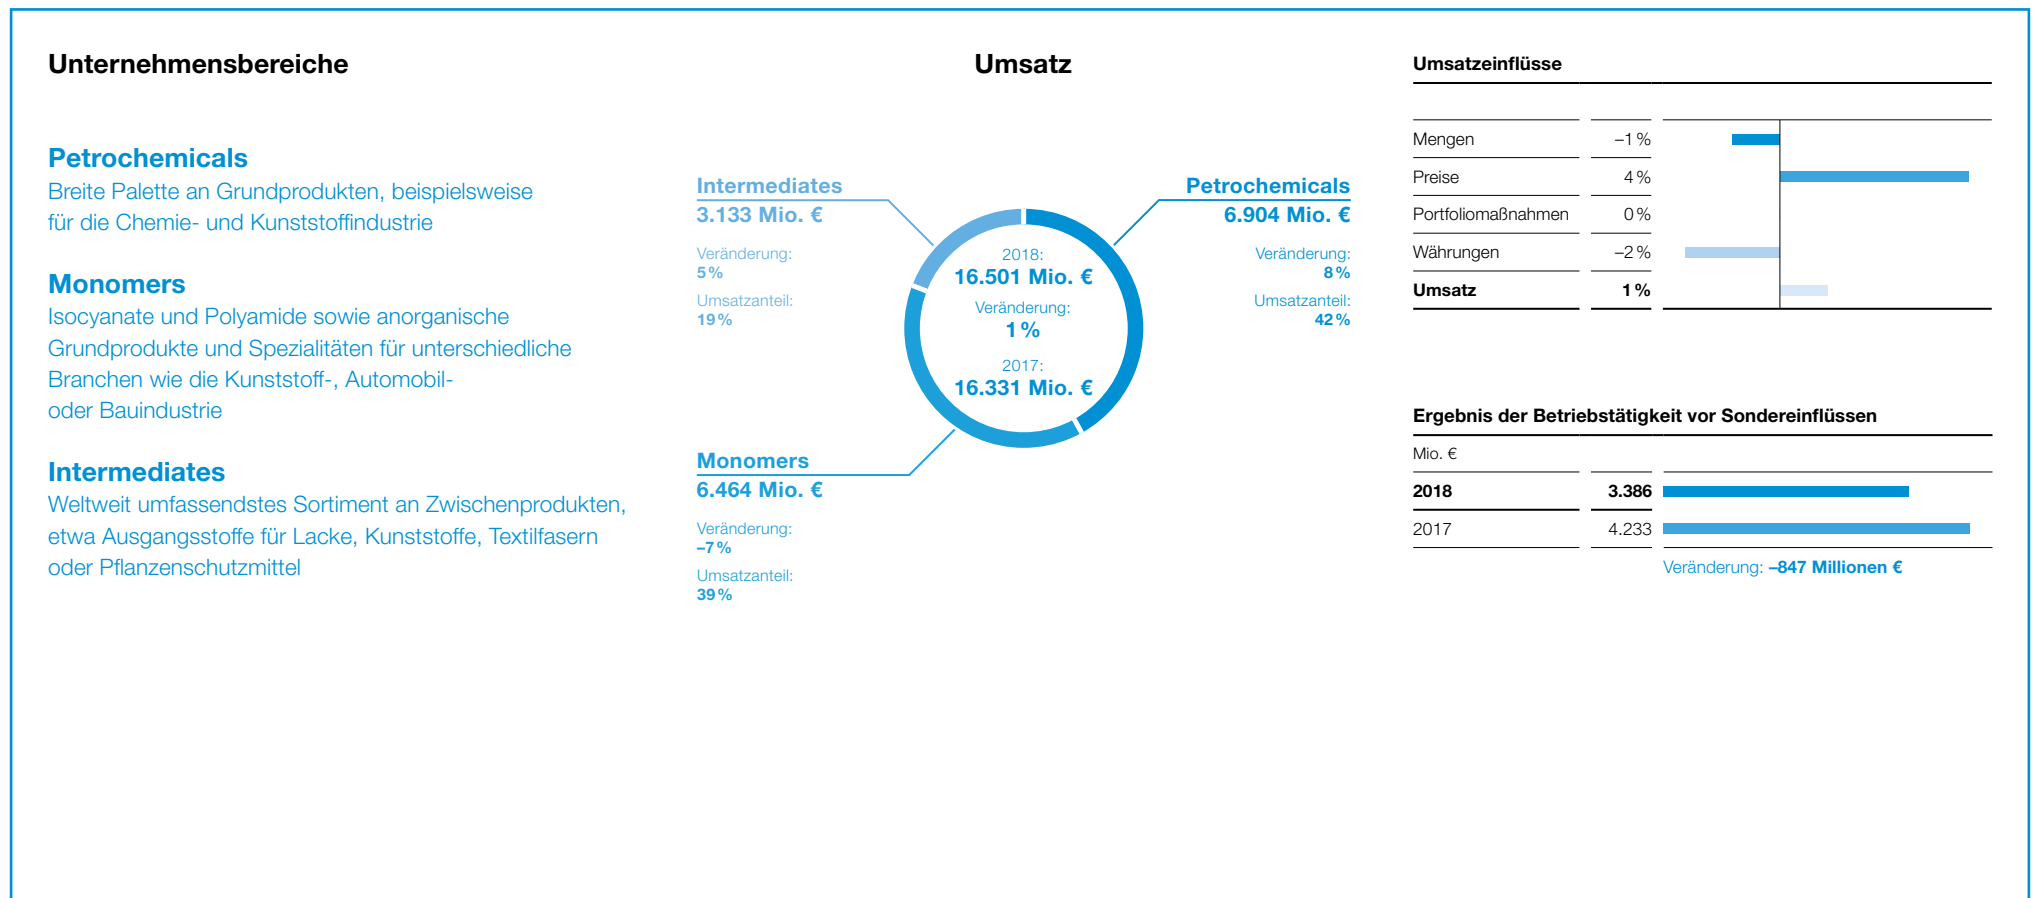 Unternehmensbereiche
Petrochemicals
Breite Palette an Grundprodukten, beispielsweise
für die Chemie- und Kunststoffindustrie
Monomers
Isocyanate und Polyamide sowie anorganische
Grundprodukte und Spezialitäten für unterschiedliche
Branchen wie die Kunststoff-, Automobil-
oder Bauindustrie
Intermediates
Weltweit umfassendstes Sortiment an Zwischenprodukten,
etwa Ausgangsstoffe für Lacke, Kunststoffe, Textilfasern
oder Pflanzenschutzmittel
Umsatz
Intermediates
3.133 Mio. €
Veränderung:
5 %
Umsatzanteil:
19 %
Petrochemicals
6.904 Mio. €
Veränderung:
8 %
Umsatzanteil:
42 %
2018:
16.501 Mio. €
Veränderung:
1 %
2017:
16.331 Mio. €
Monomers
6.464 Mio. €
Veränderung:
–7 %
Umsatzanteil:
39 %
Umsatzeinflüsse
Mengen –1 %
Preise 4 %
Portfoliomaßnahmen 0 %
Währungen –2 %
Umsatz 1 %
Ergebnis der Betriebstätigkeit vor Sondereinflüssen
Mio. €
2018 3.386
2017 4.233
Veränderung: –847 Millionen €